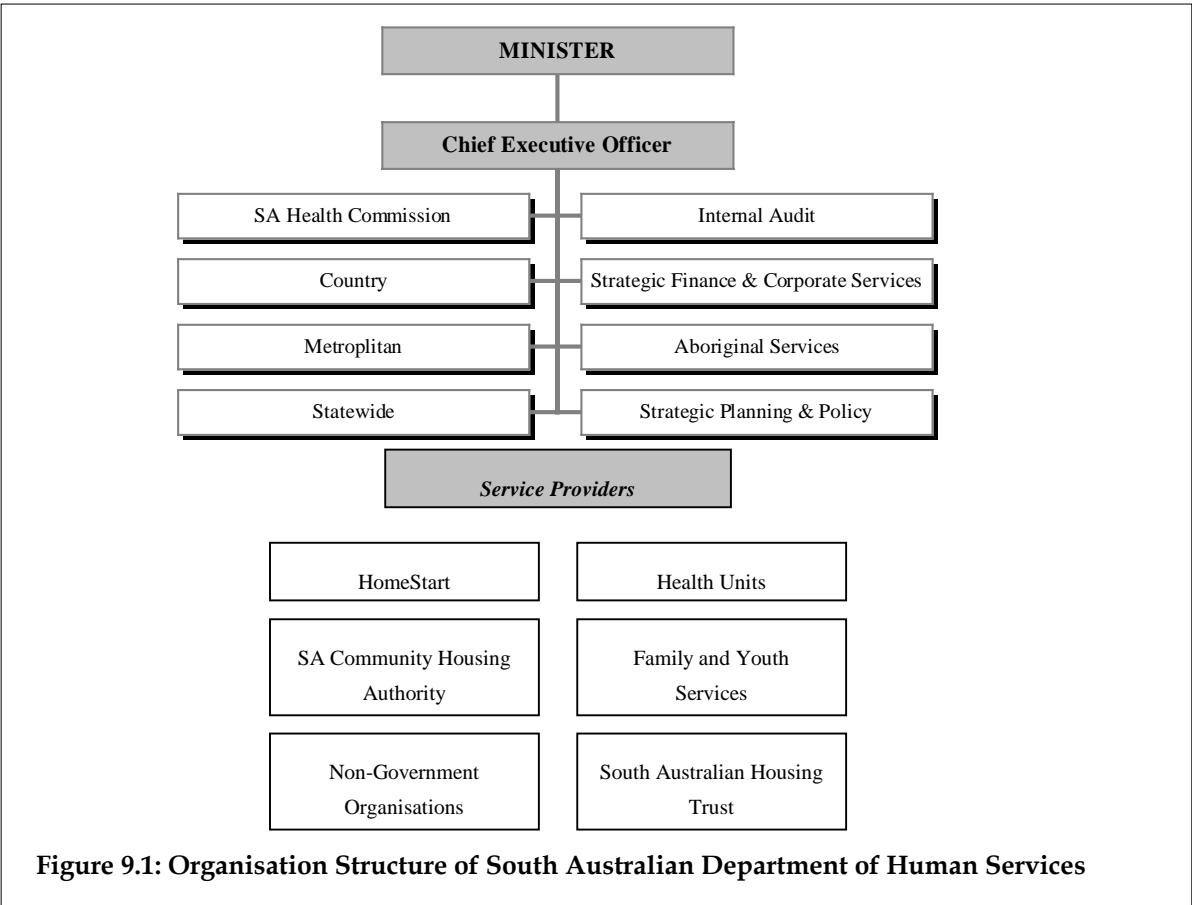 MINISTER
Chief Executive Officer
SA Health Commission
Internal Audit
Country
Strategic Finance & Corporate Services
Metroplitan
Aboriginal Services
Statewide
Strategic Planning & Policy
Service Providers
HomeStart
Health Units
SA Community Housing
Authority
Family and Youth
Services
Non-Government
Organisations
South Australian Housing
Trust
Figure 9.1: Organisation Structure of South Australian Department of Human Services